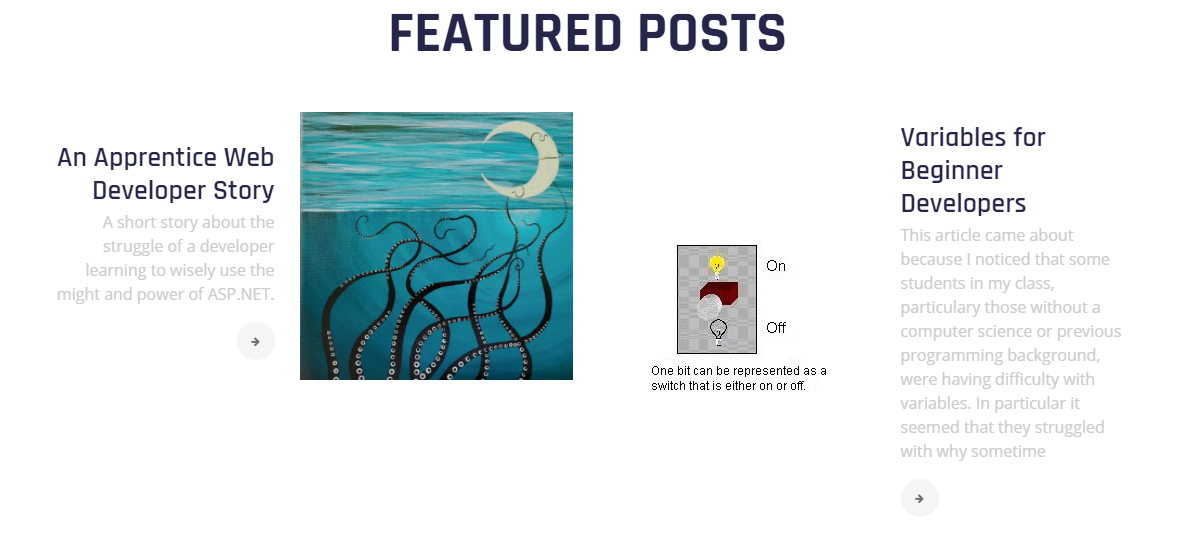 FEATURED POSTS
An Apprentice Web
Developer Story
A short story about the
struggle of a developer
learning to wisely use the
might and power of ASP.NET.
On
Off
One bit can be represented as a
switch that is either on or off.
Variables for
Beginner
Developers
This article came about
because I noticed that some
students in my class,
particulary those without a
computer science or previous
programming background,
were having difficulty with
variables. In particular it
seemed that they struggled
with why sometime